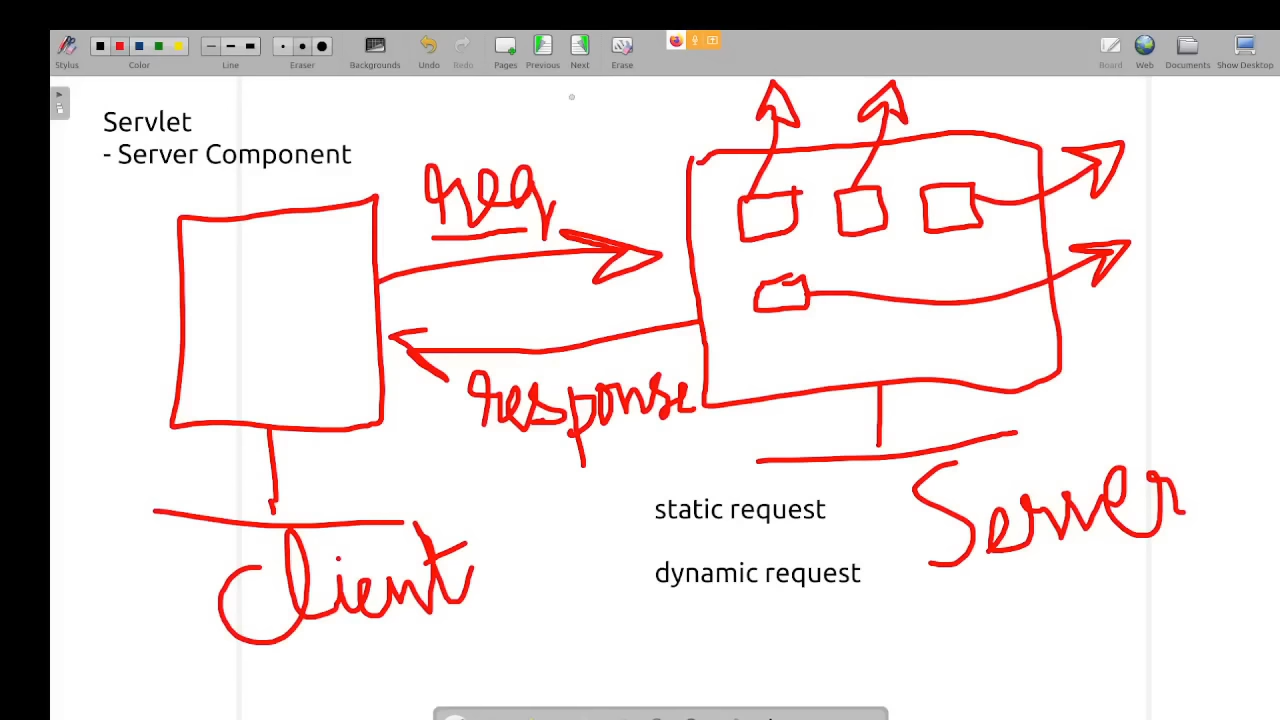 Stylus
Color
Line
Eraser
Backgrounds
Undo
Redo
Pages
Previous
Next
Erase
Board
Web
Documents
Show Desktop
Servlet
- Server Component
req
response
Client
Server
static request
dynamic request